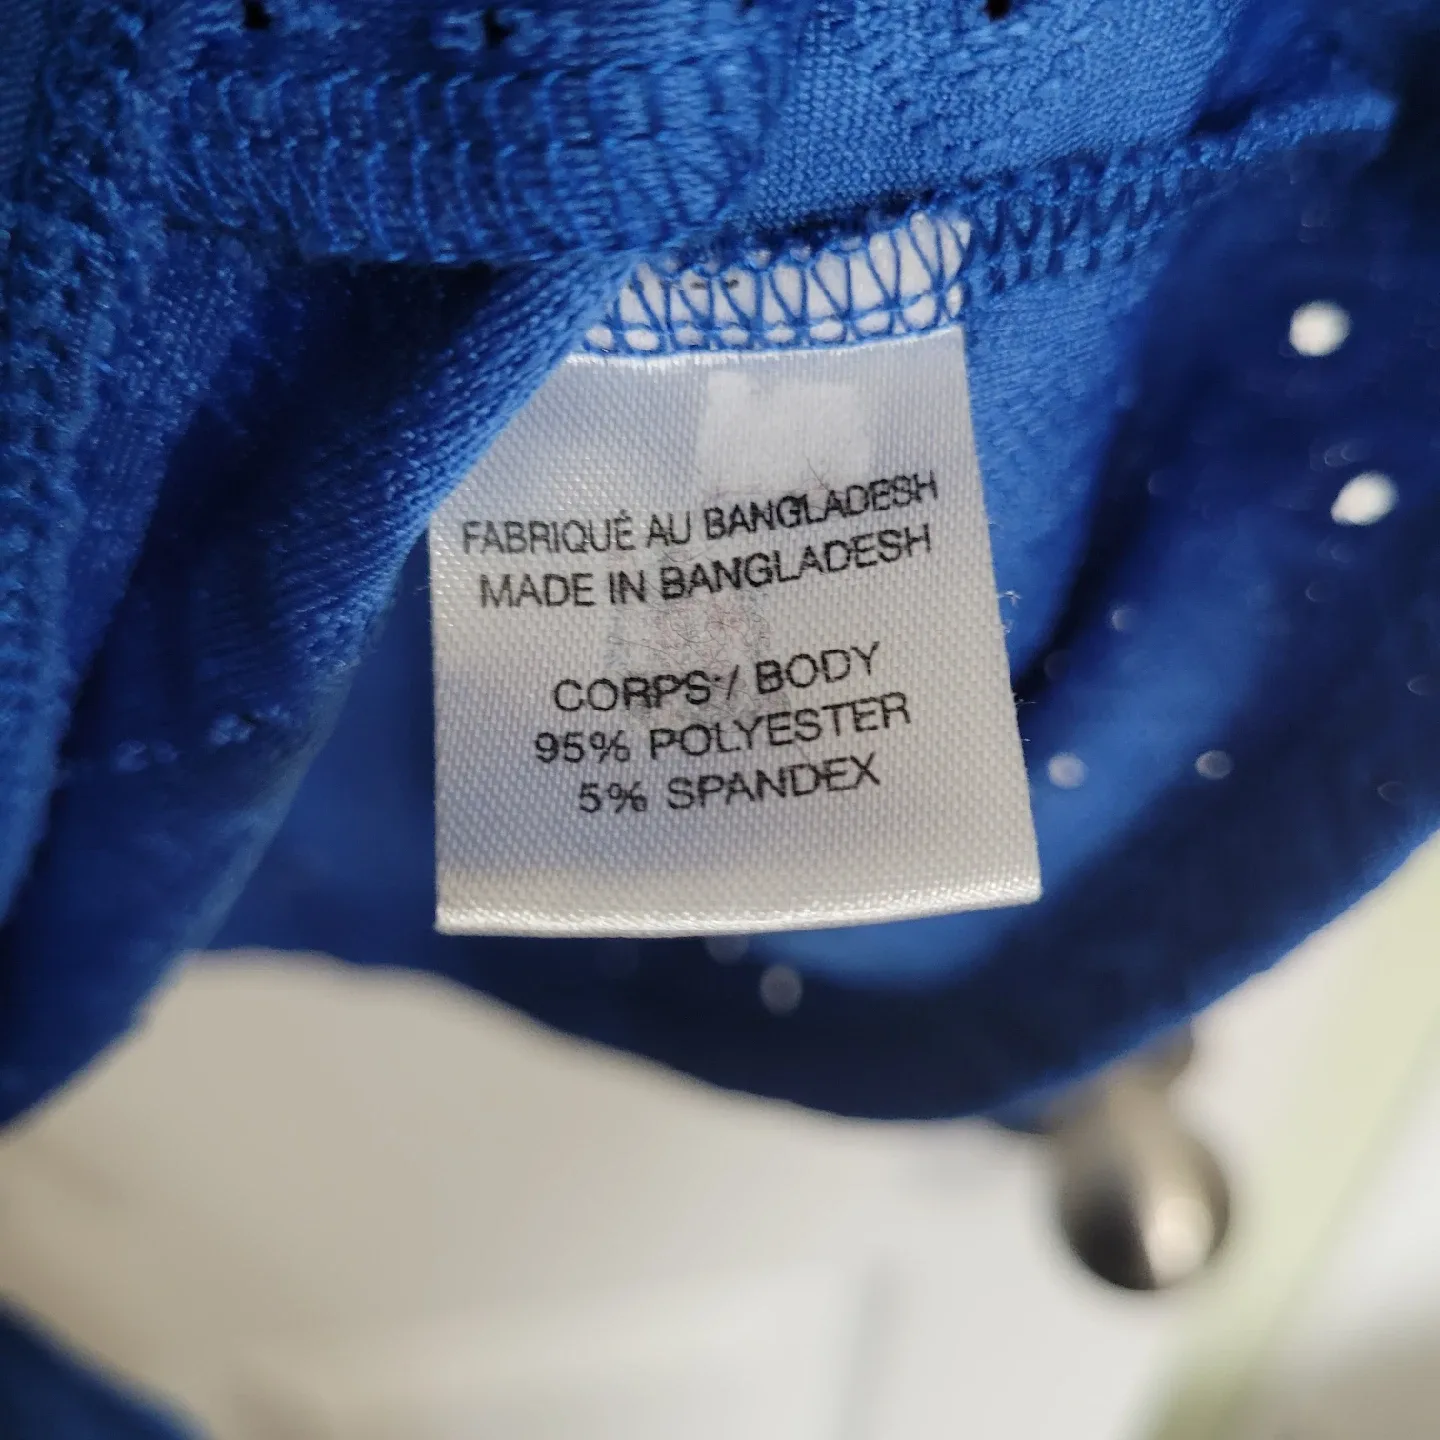 FABRIQUÉ AU BANGLADESH
MADE IN BANGLADESH
CORPS / BODY
95% POLYESTER
5% SPANDEX